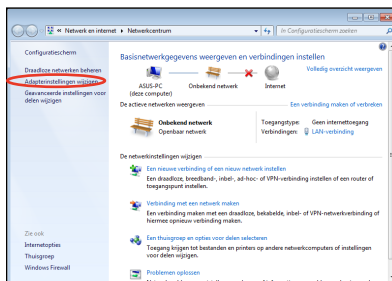 « Netwerk en internet ▸ Netwerkcentrum
In Configuratiescherm zoeken
Configuratiescherm
Draadloze netwerken beheren
Adapterinstellingen wijzigen
Geavanceerde instellingen voor
delen wijzigen
Zie ook
Internetopties
Thuisgroep
Windows Firewall
Basisnetwerkgegevens weergeven en verbindingen instellen
Volledig overzicht weergeven
ASUS-PC
(deze computer)
Onbekend netwerk
Internet
De actieve netwerken weergeven
Een verbinding maken of verbreken
Onbekend netwerk
Openbaar netwerk
Toegangstype: Geen internettoegang
Verbindingen: LAN-verbinding
De netwerkinstellingen wijzigen
Een nieuwe verbinding of een nieuw netwerk instellen
Een draadloze, breedband-, inbel-, ad-hoc- of VPN-verbinding instellen of een router of
toegangspunt instellen.
Verbinding met een netwerk maken
Een verbinding maken met een draadloze, bekabelde, inbel- of VPN-netwerkverbinding of
hiermee opnieuw verbinding maken.
Een thuisgroep en opties voor delen selecteren
Toegang krijgen tot bestanden en printers op andere netwerkcomputers of instellingen
voor delen wijzigen.
Problemen oplossen